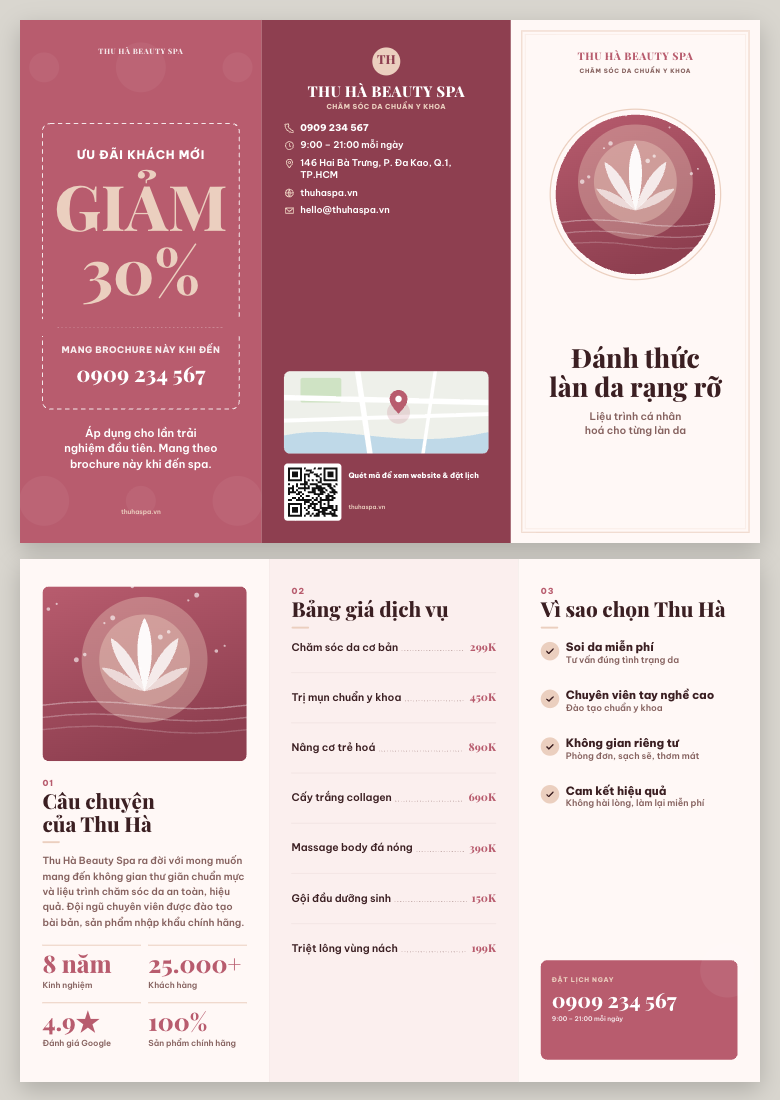 THU HÀ BEAUTY SPA
ƯU ĐÃI KHÁCH MỚI
GIẢM
30%
MANG BROCHURE NÀY KHI ĐẾN
0909 234 567
Áp dụng cho lần trải
nghiệm đầu tiên. Mang theo
brochure này khi đến spa.
thuhaspa.vn
TH
THU HÀ BEAUTY SPA
CHĂM SÓC DA CHUẨN Y KHOA
0909 234 567
9:00 – 21:00 mỗi ngày
146 Hai Bà Trưng, P. Đa Kao, Q.1,
TP.HCM
thuhaspa.vn
hello@thuhaspa.vn
Quét mã để xem website & đặt lịch
thuhaspa.vn
THU HÀ BEAUTY SPA
CHĂM SÓC DA CHUẨN Y KHOA
Đánh thức
làn da rạng rỡ
Liệu trình cá nhân
hoá cho từng làn da
01
Câu chuyện
của Thu Hà
Thu Hà Beauty Spa ra đời với mong muốn
mang đến không gian thư giãn chuẩn mực
và liệu trình chăm sóc da an toàn, hiệu
quả. Đội ngũ chuyên viên được đào tạo
bài bản, sản phẩm nhập khẩu chính hãng.
8 năm
Kinh nghiệm
25.000+
Khách hàng
4.9★
Đánh giá Google
100%
Sản phẩm chính hãng
02
Bảng giá dịch vụ
Chăm sóc da cơ bản 299K
Trị mụn chuẩn y khoa 450K
Nâng cơ trẻ hoá 890K
Cấy trắng collagen 690K
Massage body đá nóng 390K
Gội đầu dưỡng sinh 150K
Triệt lông vùng nách 199K
03
Vì sao chọn Thu Hà
Soi da miễn phí
Tư vấn đúng tình trạng da
Chuyên viên tay nghề cao
Đào tạo chuẩn y khoa
Không gian riêng tư
Phòng đơn, sạch sẽ, thơm mát
Cam kết hiệu quả
Không hài lòng, làm lại miễn phí
ĐẶT LỊCH NGAY
0909 234 567
9:00 – 21:00 mỗi ngày